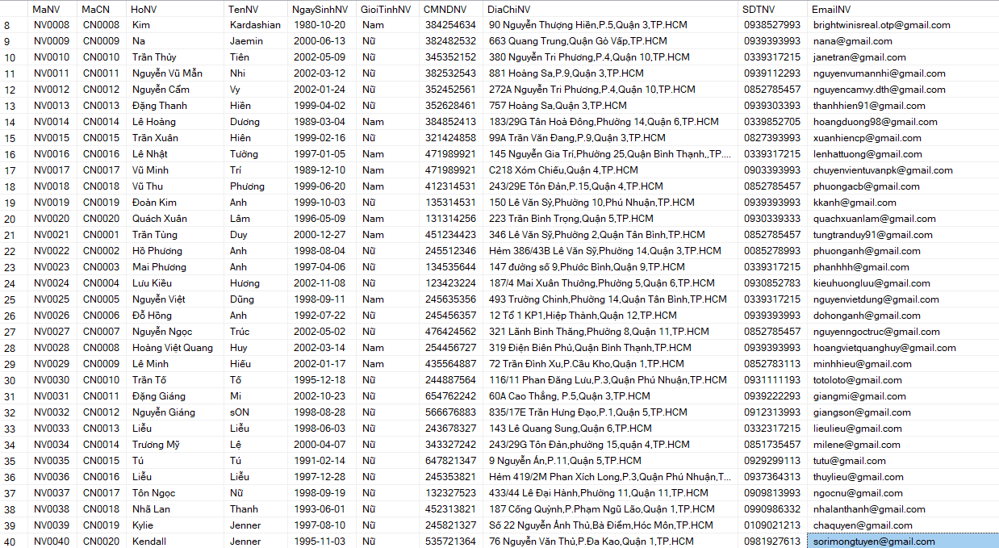 MaNV MaCN HoNV TenNV NgaySinhNV GioiTinhNV CMNDNV DiaChiNV SDTNV EmailNV
8 NV0008 CN0008 Kim Kardashian 1980-10-20 Nam 384254634 90 Nguyễn Thượng Hiền,P.5,Quận 3,TP.HCM 0938527993 brightwinisreal.otp@gmail.com
9 NV0009 CN0009 Na Jaemin 2000-06-13 Nữ 382482532 663 Quang Trung,Quận Gò Vấp,TP.HCM 0939393993 nana@gmail.com
10 NV0010 CN0010 Trần Thủy Tiên 2002-05-09 Nữ 345352152 380 Nguyễn Tri Phương,P.4,Quận 10,TP.HCM 0339317215 janetran@gmail.com
11 NV0011 CN0011 Nguyễn Vũ Mẫn Nhi 2002-03-12 Nữ 382532543 881 Hoàng Sa,P.9,Quận 3,TP.HCM 0939112293 nguyenvumannhi@gmail.com
12 NV0012 CN0012 Nguyễn Cẩm Vy 2002-01-24 Nữ 352452561 272A Nguyễn Tri Phương,P.4,Quận 10,TP.HCM 0852785457 nguyencamvy.dth@gmail.com
13 NV0013 CN0013 Đặng Thanh Hiền 1999-04-02 Nữ 352628461 757 Hoàng Sa,Quận 3,TP.HCM 0939303393 thanhhien91@gmail.com
14 NV0014 CN0014 Lê Hoàng Dương 1989-03-04 Nam 384852413 183/29G Tân Hoà Đông,Phường 14,Quận 6,TP.HCM 0339852705 hoangduong98@gmail.com
15 NV0015 CN0015 Trần Xuân Hiên 1999-02-16 Nữ 321424858 99A Trần Văn Đang,P.9,Quận 3,TP.HCM 0827393993 xuanhiencp@gmail.com
16 NV0016 CN0016 Lê Nhật Tường 1997-01-05 Nam 471989921 145 Nguyễn Gia Trí,Phường 25,Quận Bình Thạnh,,TP.... 0339317215 lenhattuong@gmail.com
17 NV0017 CN0017 Vũ Minh Trí 1989-12-10 Nam 471989921 C218 Xóm Chiếu,Quận 4,TP.HCM 0903393993 chuyenvientuvanpk@gmail.com
18 NV0018 CN0018 Vũ Thu Phương 1999-06-20 Nam 412314531 243/29E Tôn Đản,P.15,Quận 4,TP.HCM 0852785457 phuongacb@gmail.com
19 NV0019 CN0019 Đoàn Kim Anh 1999-10-03 Nữ 135314531 150 Lê Văn Sỹ,Phường 10,Phú Nhuận,TP.HCM 0939393993 kkanh@gmail.com
20 NV0020 CN0020 Quách Xuân Lâm 1996-05-09 Nam 131314256 223 Trần Bình Trọng,Quận 5,TP.HCM 0930339333 quachxuanlam@gmail.com
21 NV0021 CN0001 Trần Tùng Duy 2000-12-27 Nam 451234423 346 Lê Văn Sỹ,Phường 2,Quận Tân Bình,TP.HCM 0852785457 tungtranduy91@gmail.com
22 NV0022 CN0002 Hồ Phương Anh 1998-08-04 Nữ 245512346 Hẻm 386/43B Lê Văn Sỹ,Phường 14,Quận 3,TP.HCM 0085278993 phuonganh@gmail.com
23 NV0023 CN0003 Mai Phương Anh 1997-04-06 Nữ 134535644 147 đường số 9,Phước Bình,Quận 9,TP.HCM 0339317215 phanhhh@gmail.com
24 NV0024 CN0004 Lưu Kiều Hương 2002-11-08 Nữ 123423224 187/4 Mai Xuân Thưởng,Phường 5,Quận 6,TP.HCM 0930852783 kieuhuongluu@gmail.com
25 NV0025 CN0005 Nguyễn Việt Dũng 1998-09-11 Nam 245635356 493 Trường Chinh,Phường 14,Quận Tân Bình,TP.HCM 0339317215 nguyenvietdung@gmail.com
26 NV0026 CN0006 Đỗ Hồng Anh 1992-07-22 Nữ 245456357 12 Tổ 1 KP1,Hiệp Thành,Quận 12,TP.HCM 0939393993 dohonganh@gmail.com
27 NV0027 CN0007 Nguyễn Ngọc Trúc 2002-05-02 Nữ 476424562 321 Lãnh Binh Thăng,Phường 8,Quận 11,TP.HCM 0852785457 nguyenngoctruc@gmail.com
28 NV0028 CN0008 Hoàng Việt Quang Huy 2002-03-14 Nam 254456727 319 Điện Biên Phủ,Quận Bình Thạnh,TP.HCM 0939393993 hoangvietquanghuy@gmail.com
29 NV0029 CN0009 Lê Minh Hiếu 2002-01-17 Nam 435564887 72 Trần Đình Xu,P.Cầu Kho,Quận 1,TP.HCM 0852783113 minhhieu@gmail.com
30 NV0030 CN0010 Trần Tố Tố 1995-12-18 Nữ 244887564 116/11 Phan Đăng Lưu,P.3,Quận Phú Nhuận,TP.HCM 0931111193 totoloto@gmail.com
31 NV0031 CN0011 Đặng Giáng Mi 2002-10-23 Nữ 654762242 60A Cao Thắng, P.5,Quận 3,TP.HCM 0939222293 giangmi@gmail.com
32 NV0032 CN0012 Nguyễn Giáng sON 1998-08-28 Nữ 566676883 835/17E Trần Hưng Đạo,P.1,Quận 5,TP.HCM 0912313993 giangson@gmail.com
33 NV0033 CN0013 Liễu Liễu 1998-06-03 Nữ 243678327 143 Lê Quang Sung,Quận 6,TP.HCM 0332317215 lieulieu@gmail.com
34 NV0034 CN0014 Trương Mỹ Lệ 2000-04-07 Nữ 343327242 243/29G Tôn Đản,phường 15,quận 4,TP.HCM 0851735457 milene@gmail.com
35 NV0035 CN0015 Tú Tú 1991-02-14 Nữ 647821347 9 Nguyễn Án,P.11,Quận 5,TP.HCM 0929299113 tutu@gmail.com
36 NV0036 CN0016 Liễu Liễu 1997-12-28 Nữ 245353821 Hẻm 419/2M Phan Xích Long,P.3,Quận Phú Nhuận,T... 0937364313 thuylieu@gmail.com
37 NV0037 CN0017 Tôn Ngọc Nữ 1998-09-19 Nữ 132327523 433/44 Lê Đại Hành,Phường 11,Quận 11,TP.HCM 0909813993 ngocnu@gmail.com
38 NV0038 CN0018 Nhã Lan Thanh 1993-06-01 Nữ 452313821 187 Cống Quỳnh,P.Phạm Ngũ Lão,Quận 1,TP.HCM 0990986332 nhalanthanh@gmail.com
39 NV0039 CN0019 Kylie Jenner 1997-08-10 Nữ 245821327 Số 22 Nguyễn Ảnh Thủ,Bà Điểm,Hóc Môn,TP.HCM 0109021213 chaquyen@gmail.com
40 NV0040 CN0020 Kendall Jenner 1995-11-03 Nữ 535721364 76 Nguyễn Văn Thủ,P.Đa Kao,Quận 1,TP.HCM 0981927613 sorimongtuyen@gmail.com